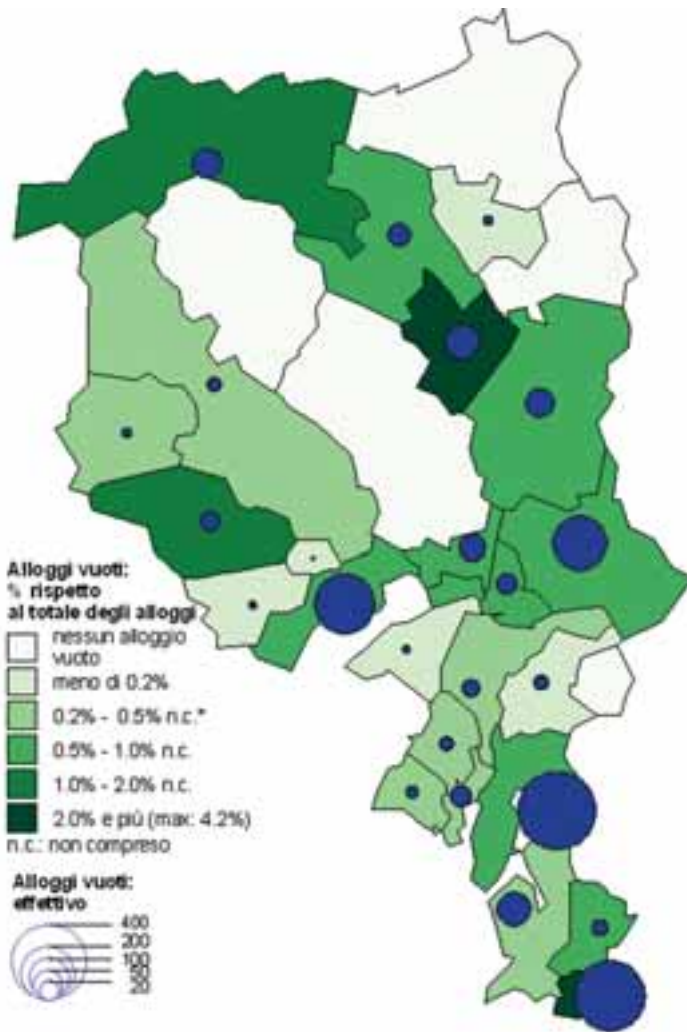 Alloggi vuoti:
% rispetto
al totale degli alloggi
nessun alloggio
vuoto
meno di 0.2%
0.2% - 0.5% n.c.*
0.5% - 1.0% n.c.
1.0% - 2.0% n.c.
2.0% e più (max: 4.2%)
n.c.: non compreso
Alloggi vuoti:
effettivo
400
200
100
50
20